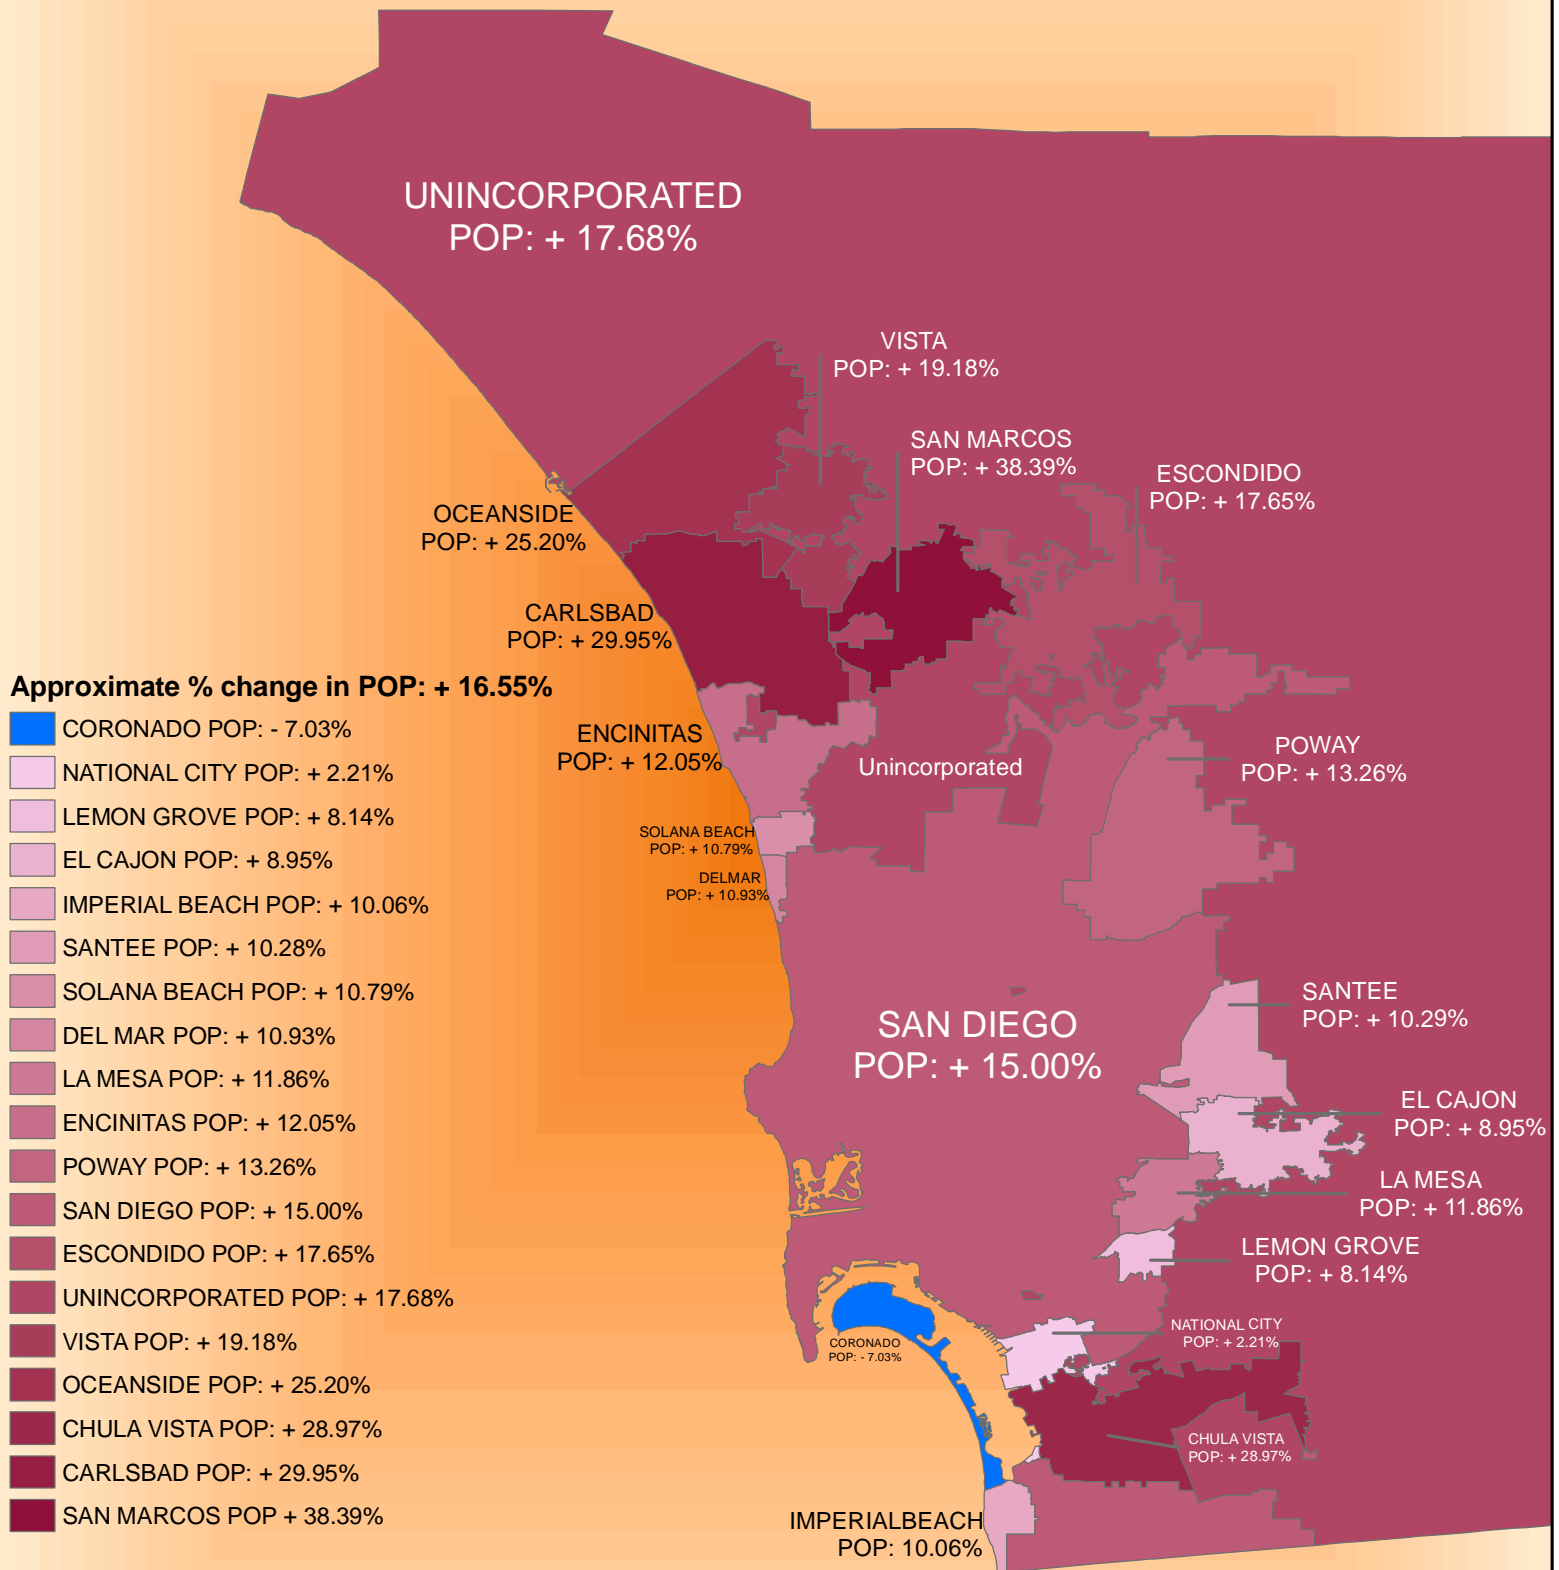 UNINCORPORATED
POP: + 17.68%
VISTA
POP: + 19.18%
SAN MARCOS
POP: + 38.39%
ESCONDIDO
POP: + 17.65%
OCEANSIDE
POP: + 25.20%
CARLSBAD
POP: + 29.95%
ENCINITAS
POP: + 12.05%
Unincorporated
POWAY
POP: + 13.26%
SOLANA BEACH
POP: + 10.79%
DELMAR
POP: + 10.93%
SAN DIEGO
POP: + 15.00%
SANTEE
POP: + 10.29%
EL CAJON
POP: + 8.95%
LA MESA
POP: + 11.86%
LEMON GROVE
POP: + 8.14%
NATIONAL CITY
POP: + 2.21%
CORONADO
POP: - 7.03%
CHULA VISTA
POP: + 28.97%
IMPERIALBEACH
POP: 10.06%
Approximate % change in POP: + 16.55%
CORONADO POP: - 7.03%
NATIONAL CITY POP: + 2.21%
LEMON GROVE POP: + 8.14%
EL CAJON POP: + 8.95%
IMPERIAL BEACH POP: + 10.06%
SANTEE POP: + 10.28%
SOLANA BEACH POP: + 10.79%
DEL MAR POP: + 10.93%
LA MESA POP: + 11.86%
ENCINITAS POP: + 12.05%
POWAY POP: + 13.26%
SAN DIEGO POP: + 15.00%
ESCONDIDO POP: + 17.65%
UNINCORPORATED POP: + 17.68%
VISTA POP: + 19.18%
OCEANSIDE POP: + 25.20%
CHULA VISTA POP: + 28.97%
CARLSBAD POP: + 29.95%
SAN MARCOS POP + 38.39%